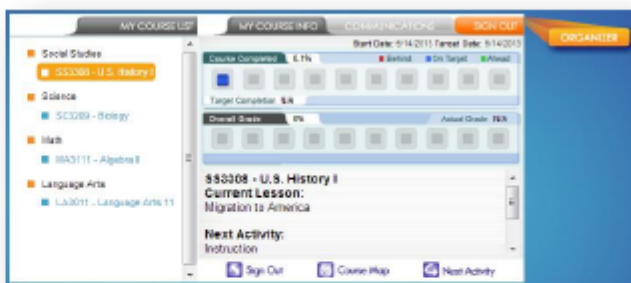 MY COURSE LIST
MY COURSE INFO COMMUNICATIONS SIGN OUT
ORGANIZER
Start Date: 5/14/2013 Target Date: 5/14/2013
Social Studies
SS3308 - U.S. History I
Science
SC3209 - Biology
Math
MA3111 - Algebra II
Language Arts
LA3011 - Language Arts 11
Course Completed 0.1% Behind On Target Ahead
Target Completion N/A
Overall Grade 0% Actual Grade N/A
SS3308 - U.S. History I
Current Lesson:
Migration to America
Next Activity:
Instruction
Sign Out Course Map Next Activity